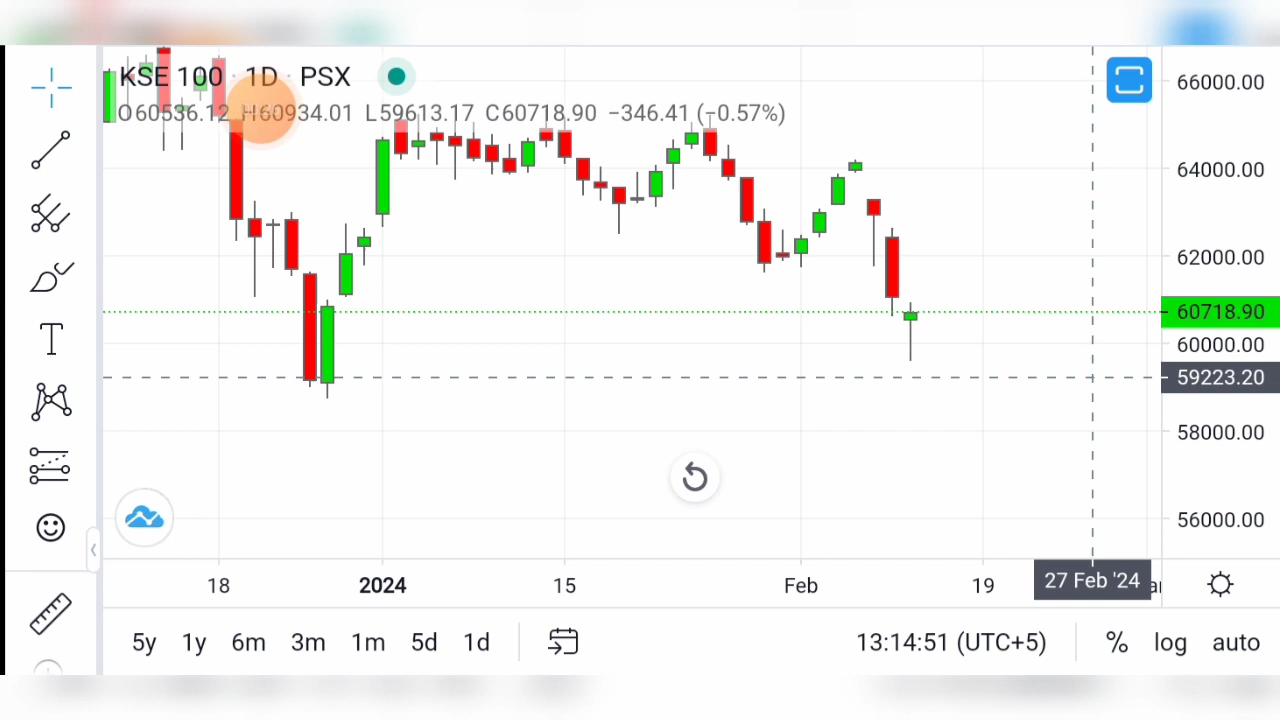 KSE 100 · 1D · PSX
O60536.12 H60934.01 L59613.17 C60718.90 −346.41 (−0.57%)
66000.00
64000.00
62000.00
60718.90
60000.00
59223.20
58000.00
56000.00
18 2024 15 Feb 19 27 Feb '24
5y 1y 6m 3m 1m 5d 1d 13:14:51 (UTC+5) % log auto